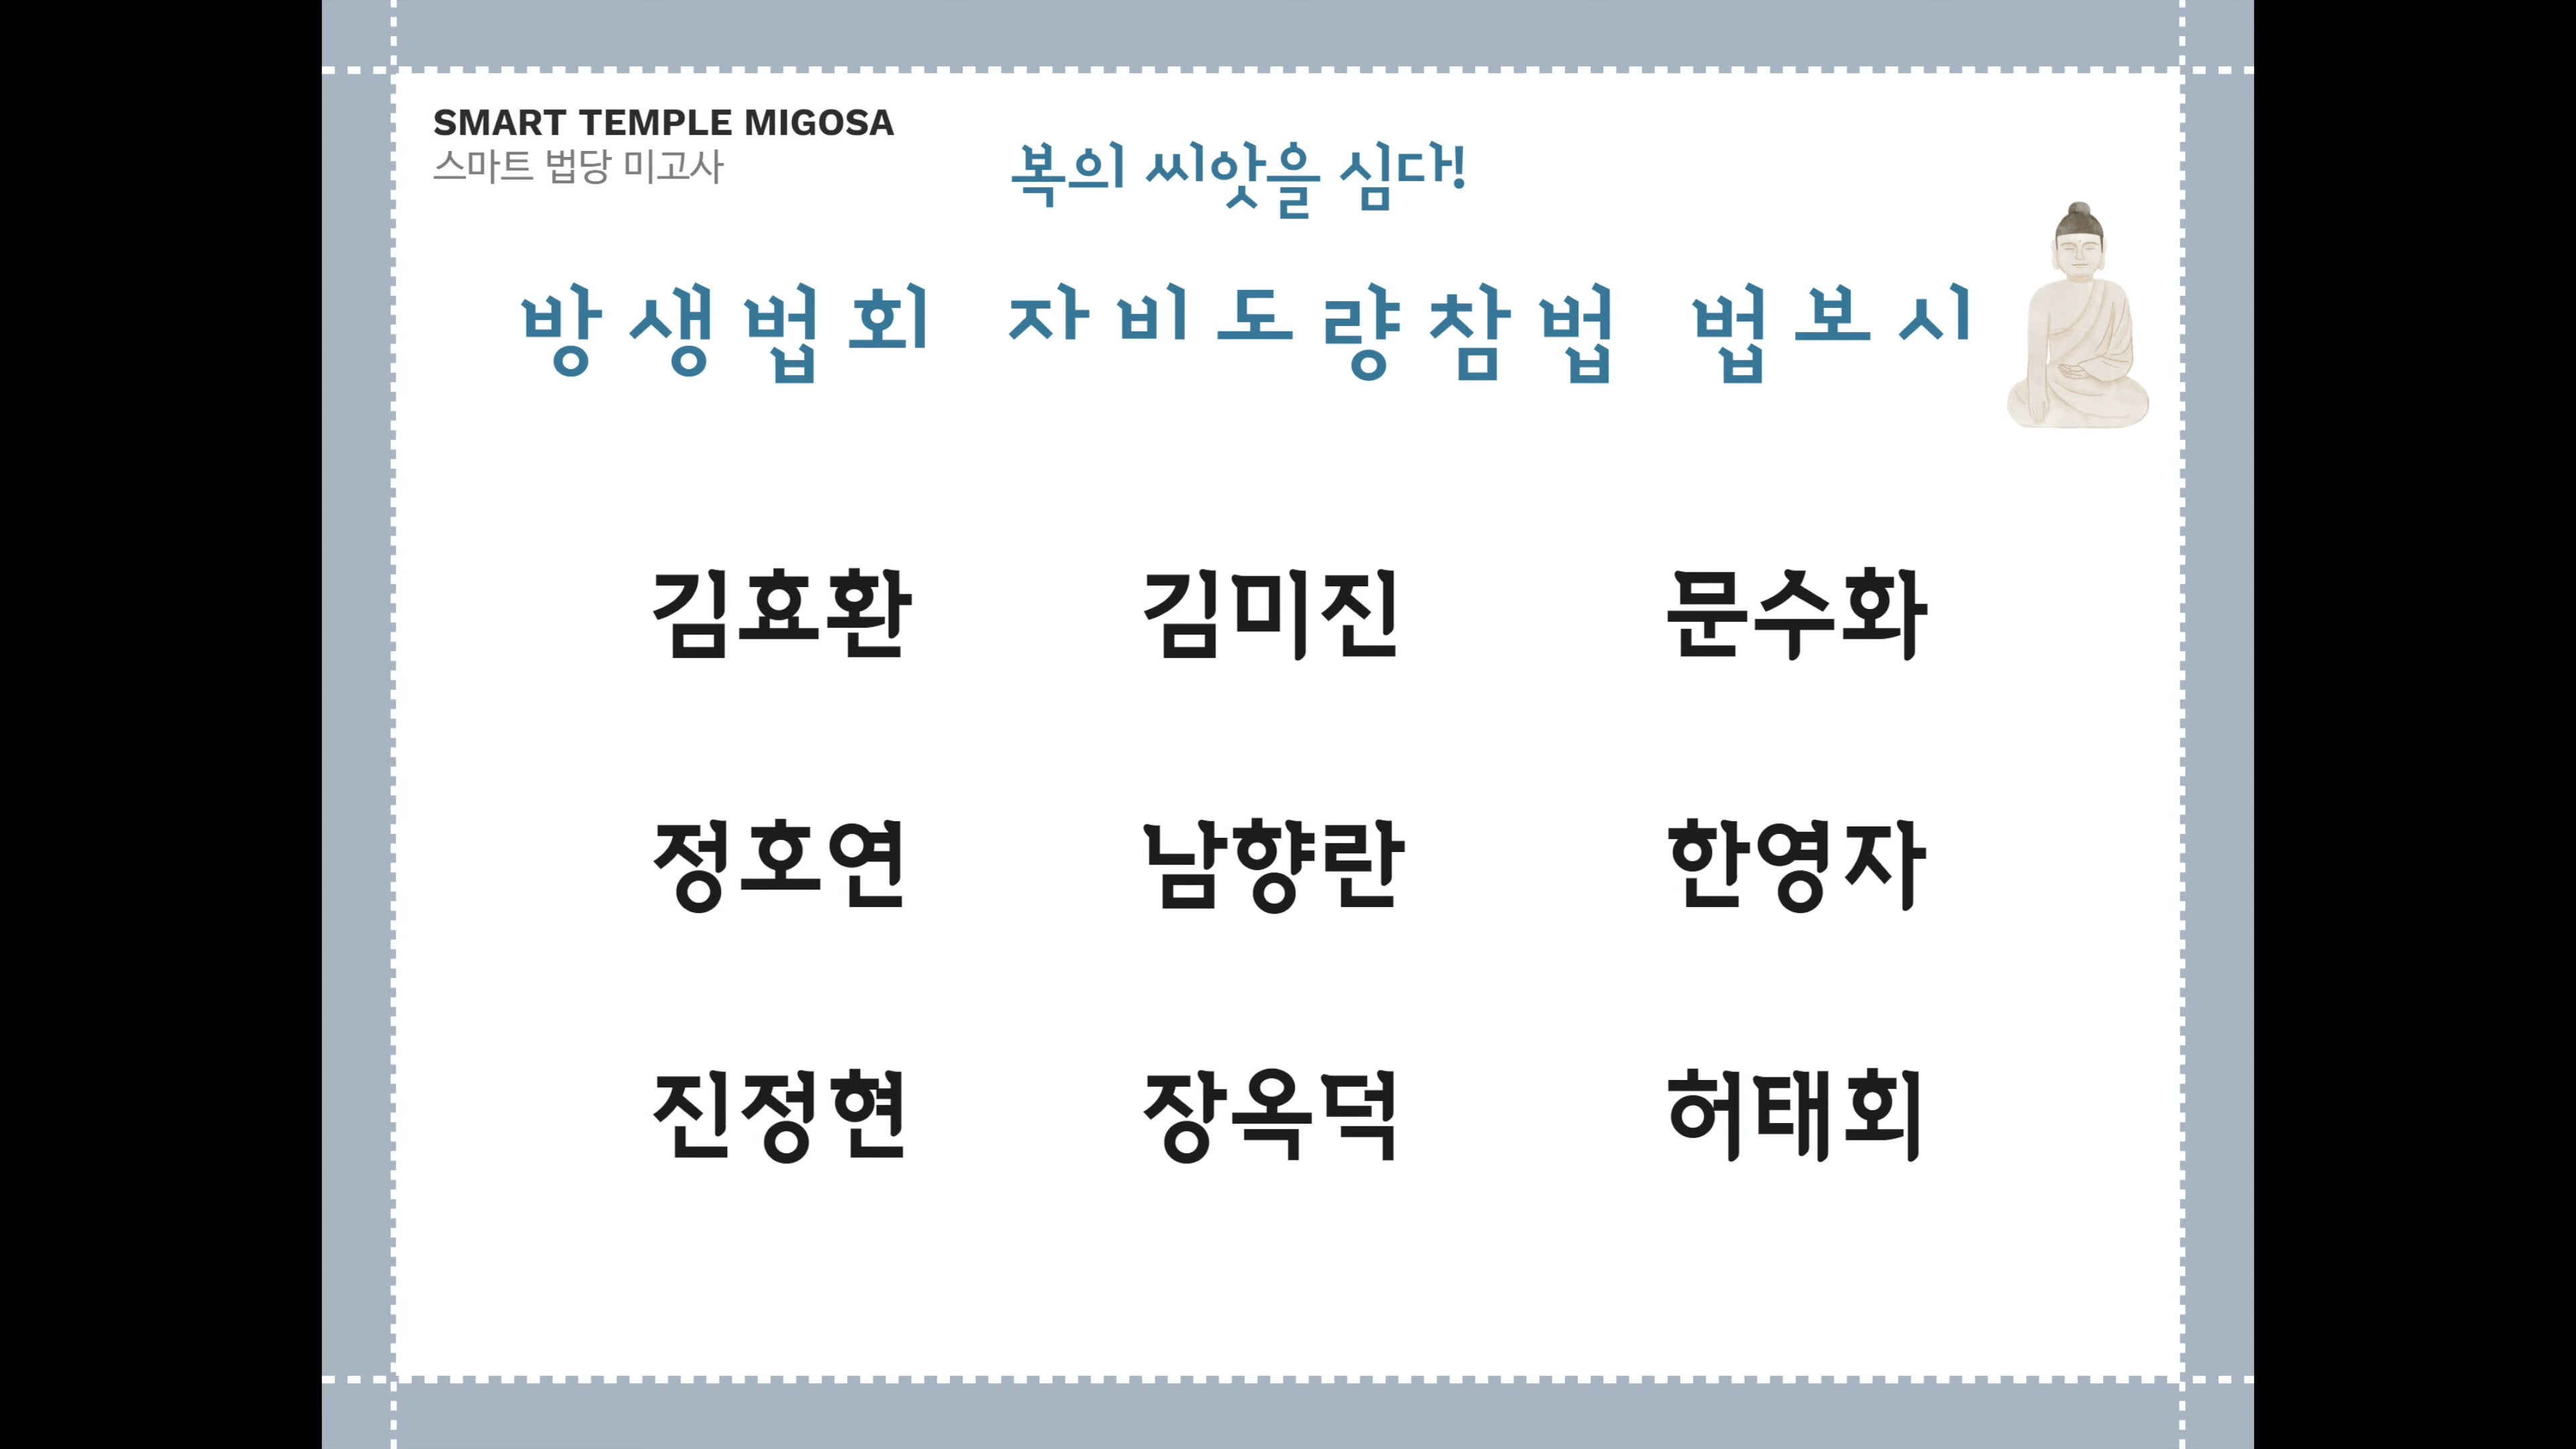 SMART TEMPLE MIGOSA
스마트 법당 미고사
복의 씨앗을 심다!
방생법회 자비도량참법 법보시
김효환 김미진 문수화
정호연 남향란 한영자
진정현 장옥덕 허태회